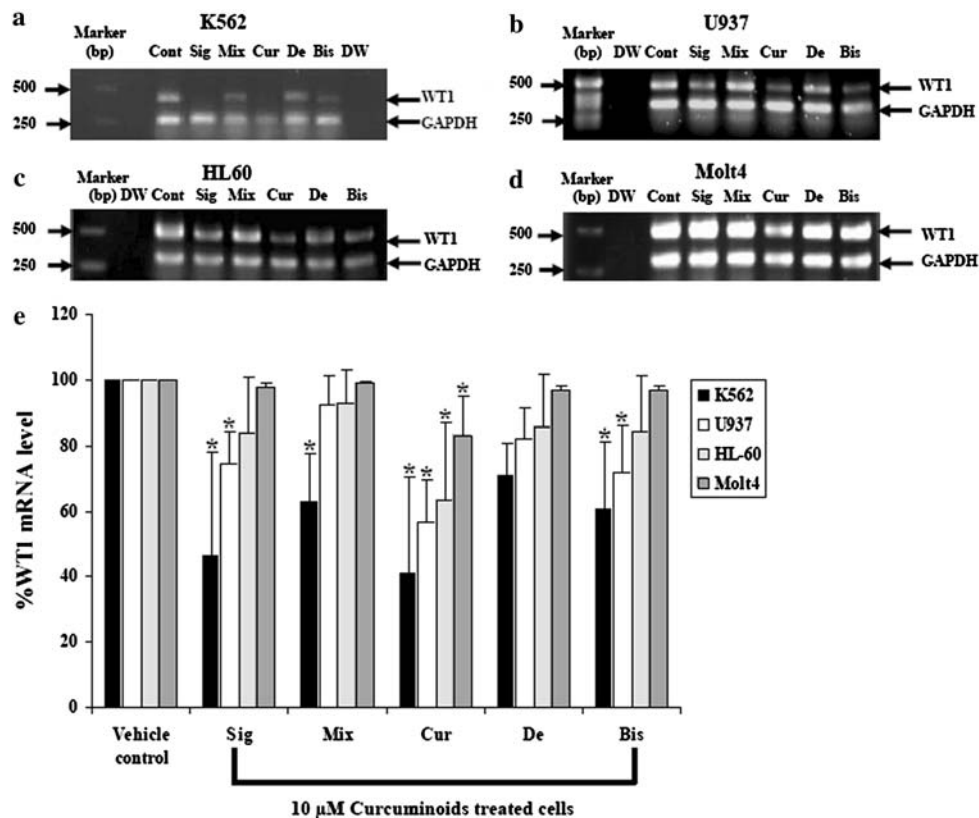 a
K562
Marker
(bp)
Cont Sig Mix Cur De Bis DW
500
WT1
250
GAPDH
b
U937
Marker
(bp)
DW Cont Sig Mix Cur De Bis
500
WT1
250
GAPDH
c
HL60
Marker
(bp) DW Cont Sig Mix Cur De Bis
500
WT1
250
GAPDH
d
Molt4
Marker
(bp) DW Cont Sig Mix Cur De Bis
500
WT1
250
GAPDH
e
%WT1 mRNA level
120
100
80
60
40
20
0
* * * * * * * * *
K562
U937
HL-60
Molt4
Vehicle control Sig Mix Cur De Bis
10 µM Curcuminoids treated cells